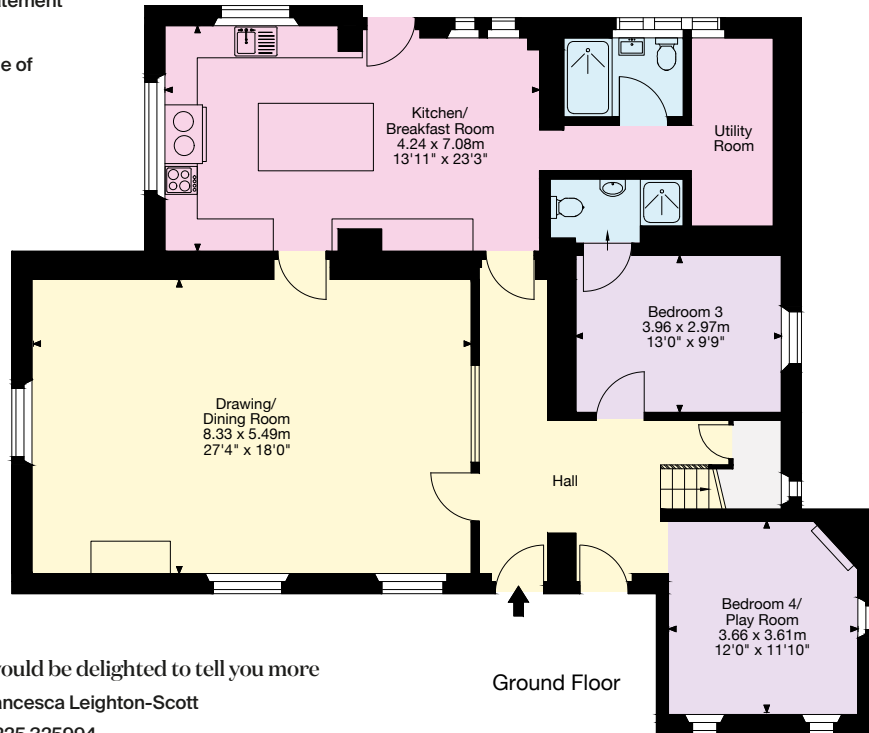 e of
Kitchen/
Breakfast Room
4.24 x 7.08m
13'11" x 23'3"
Utility
Room
Bedroom 3
3.96 x 2.97m
13'0" x 9'9"
Drawing/
Dining Room
8.33 x 5.49m
27'4" x 18'0"
Hall
Bedroom 4/
Play Room
3.66 x 3.61m
12'0" x 11'10"
Ground Floor
ould be delighted to tell you more
ncesca Leighton-Scott